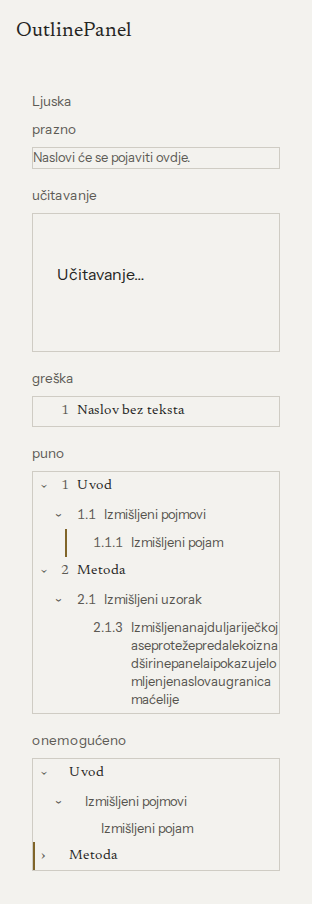 OutlinePanel
Ljuska
prazno
Naslovi će se pojaviti ovdje.
učitavanje
Učitavanje…
greška
1 Naslov bez teksta
puno
1 Uvod
1.1 Izmišljeni pojmovi
1.1.1 Izmišljeni pojam
2 Metoda
2.1 Izmišljeni uzorak
2.1.3 Izmišljenanajduljariječkoj
aseprotežepredalekoizna
dširinepanelaipokazujelo
mljenjenaslovaugranica
maćelije
onemogućeno
Uvod
Izmišljeni pojmovi
Izmišljeni pojam
Metoda